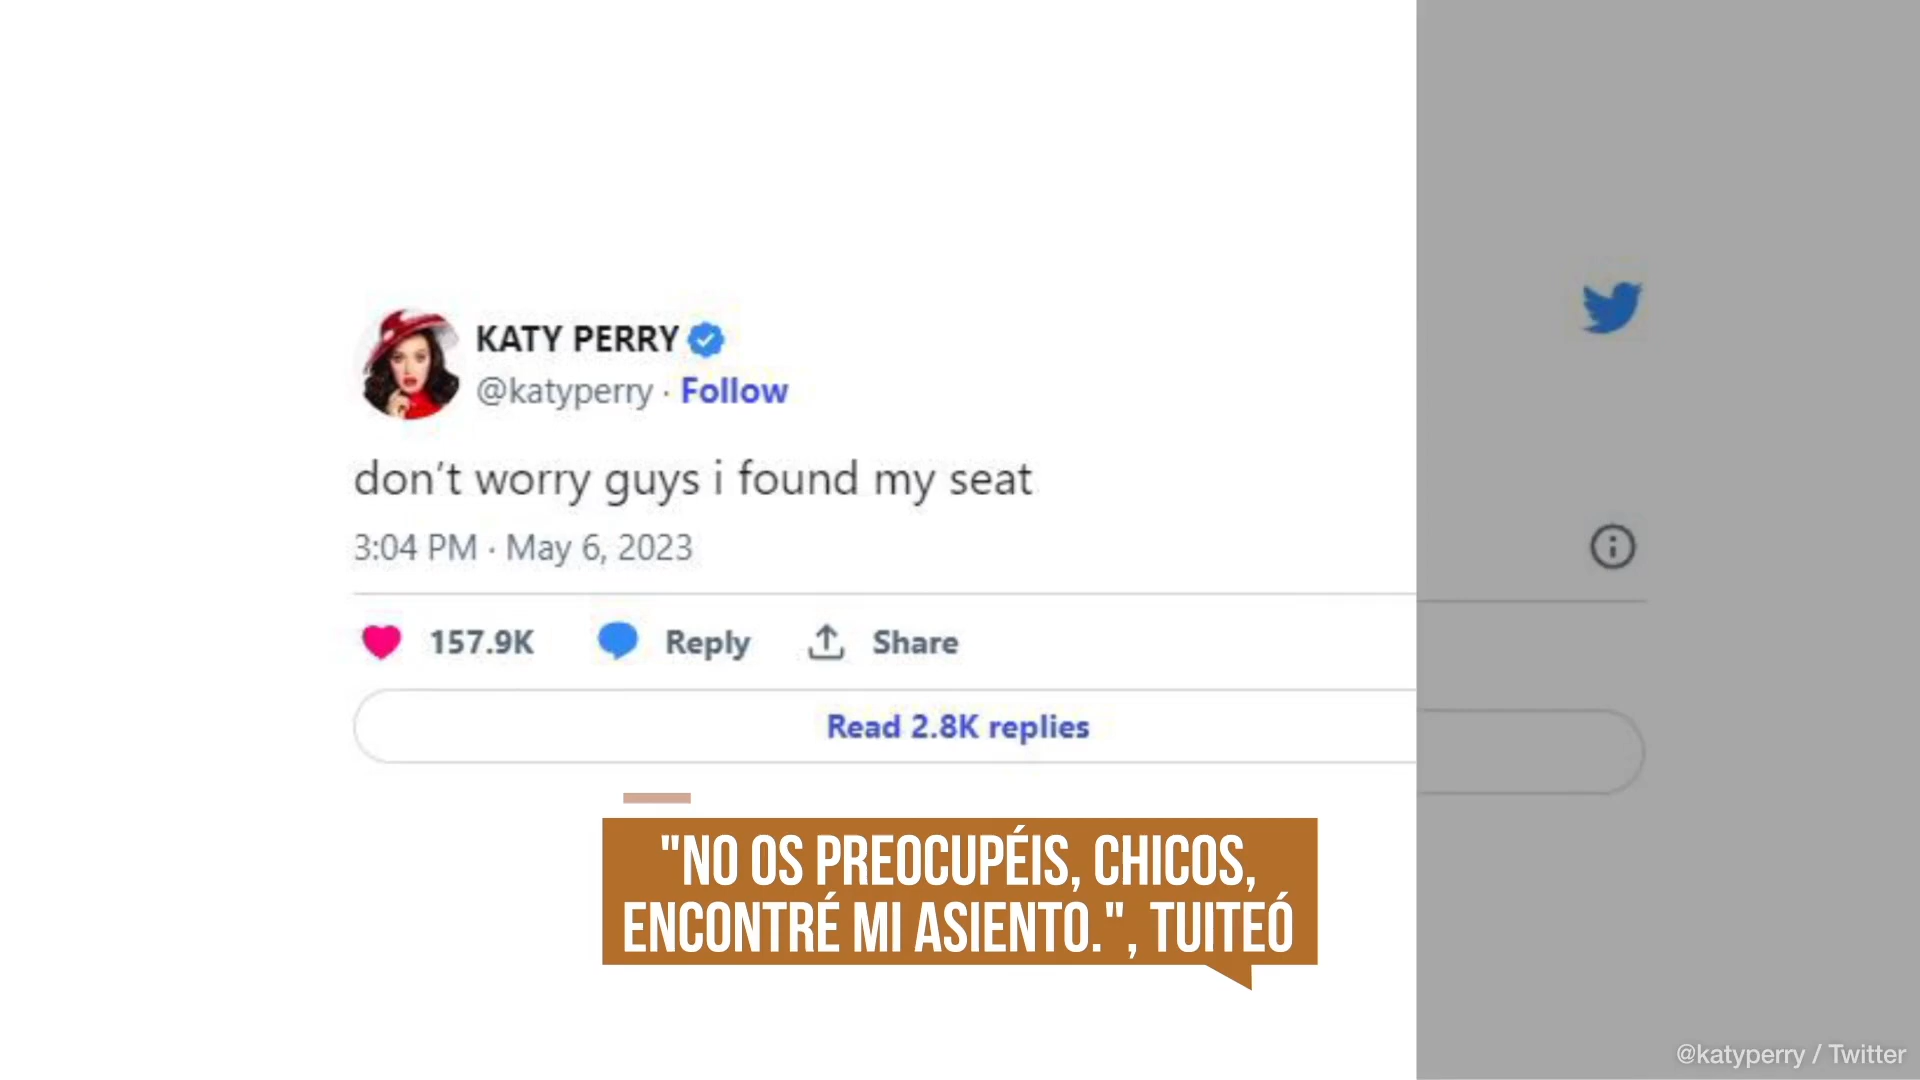 KATY PERRY
@katyperry · Follow
don't worry guys i found my seat
3:04 PM · May 6, 2023
157.9K Reply Share
Read 2.8K replies
"NO OS PREOCUPÉIS, CHICOS,
ENCONTRÉ MI ASIENTO.", TUITEÓ
@katyperry / Twitter